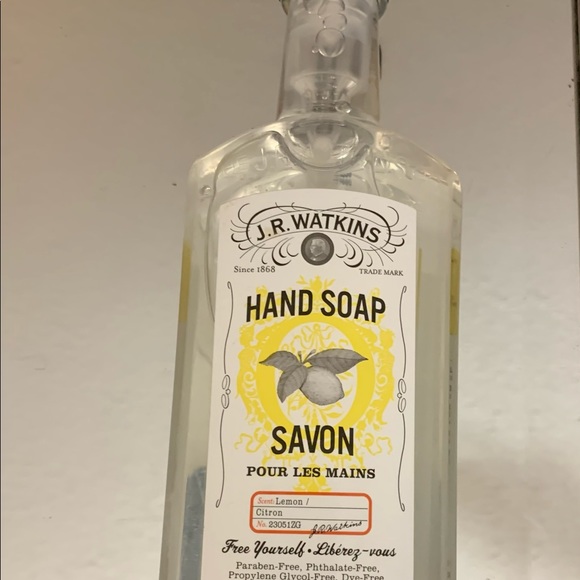 J.R. WATKINS
Since 1868 TRADE MARK
HAND SOAP
SAVON
POUR LES MAINS
Scent: Lemon /
Citron
No. 23051ZG J.R. Watkins
Free Yourself • Libérez-vous
Paraben-Free, Phthalate-Free,
Propylene Glycol-Free, Dye-Free